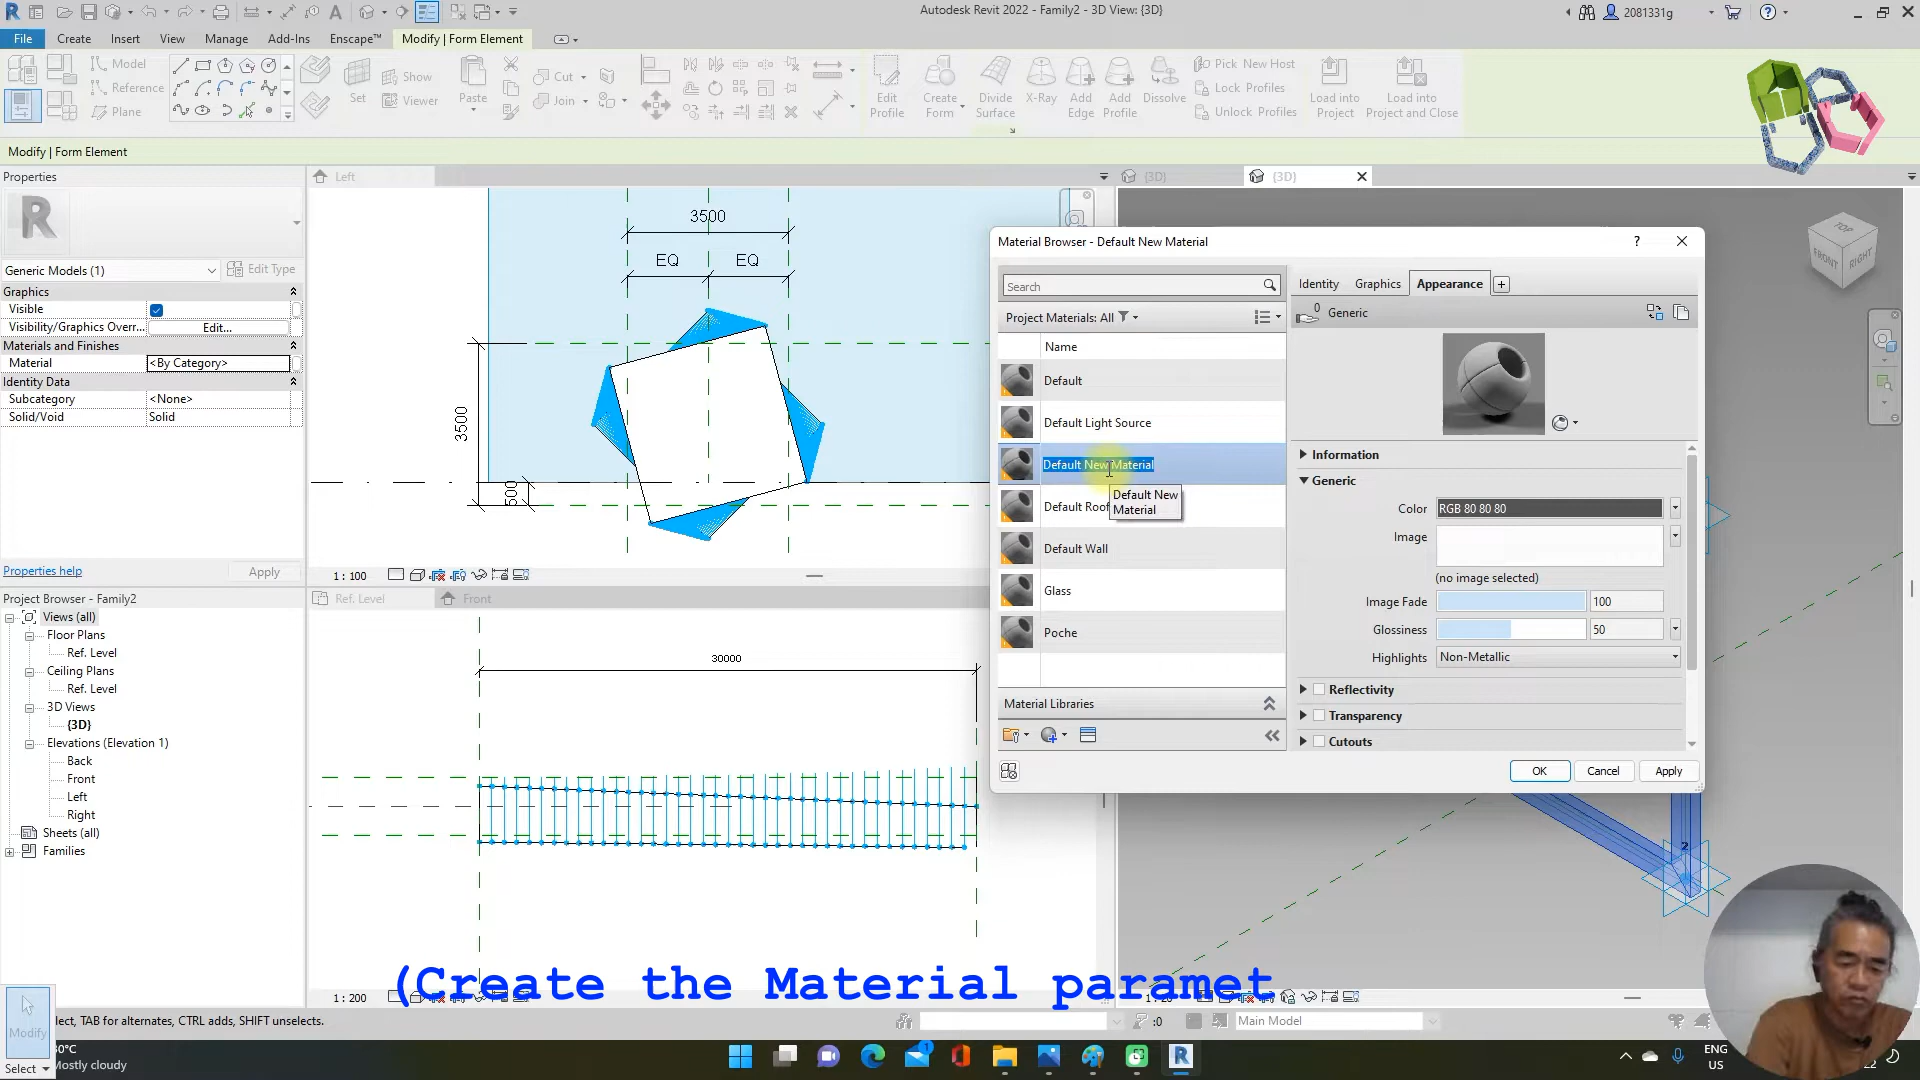 Autodesk Revit 2022 - Family2 - 3D View: {3D}
2081331g
File Create Insert View Manage Add-Ins Enscape™ Modify | Form Element
Model
Reference
Plane
Set
Show
Viewer
Paste
Cut
Join
Edit Profile
Create Form
Divide Surface
X-Ray
Add Edge
Add Profile
Dissolve
Pick New Host
Lock Profiles
Unlock Profiles
Load into Project
Load into Project and Close
Modify | Form Element
Properties
Generic Models (1)
Edit Type
Graphics
Visible
Visibility/Graphics Overr... Edit...
Materials and Finishes
Material <By Category>
Identity Data
Subcategory <None>
Solid/Void Solid
Properties help
Apply
Project Browser - Family2
Views (all)
Floor Plans
Ref. Level
Ceiling Plans
Ref. Level
3D Views
{3D}
Elevations (Elevation 1)
Back
Front
Left
Right
Sheets (all)
Families
Left
{3D}
{3D}
3500
EQ EQ
3500
500
1 : 100
Ref. Level
Front
30000
1 : 200
TOP
FRONT
RIGHT
2
Material Browser - Default New Material
?
Search
Project Materials: All
Name
Default
Default Light Source
Default New Material
Default Roof
Default New
Material
Default Wall
Glass
Poche
Material Libraries
Identity Graphics Appearance +
0
Generic
Information
Generic
Color RGB 80 80 80
Image
(no image selected)
Image Fade 100
Glossiness 50
Highlights Non-Metallic
Reflectivity
Transparency
Cutouts
OK Cancel Apply
(Create the Material paramet
Modify
Select
lect, TAB for alternates, CTRL adds, SHIFT unselects.
:0
Main Model
30°C
Mostly cloudy
1
ENG
US